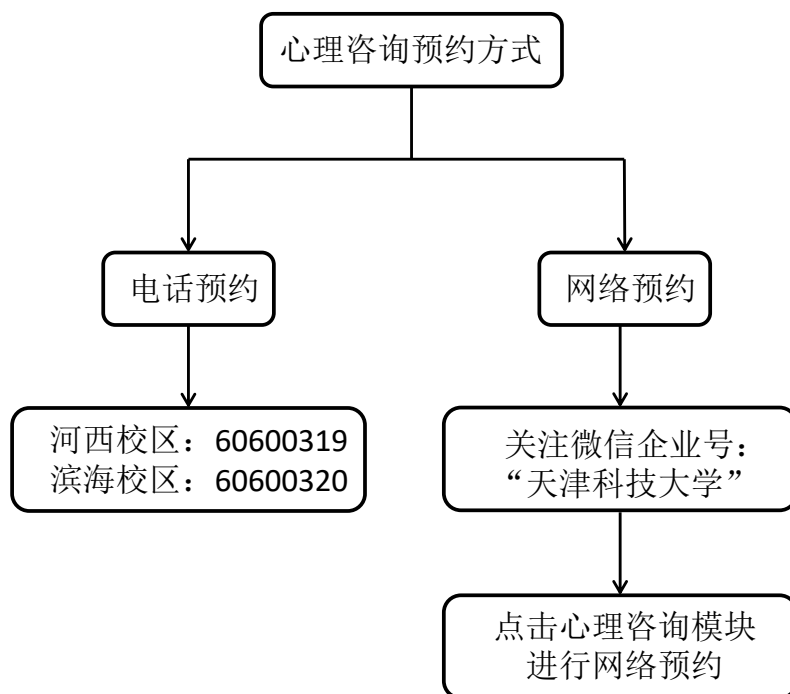 心理咨询预约方式
电话预约
网络预约
河西校区：60600319
滨海校区：60600320
关注微信企业号：
“天津科技大学”
点击心理咨询模块
进行网络预约